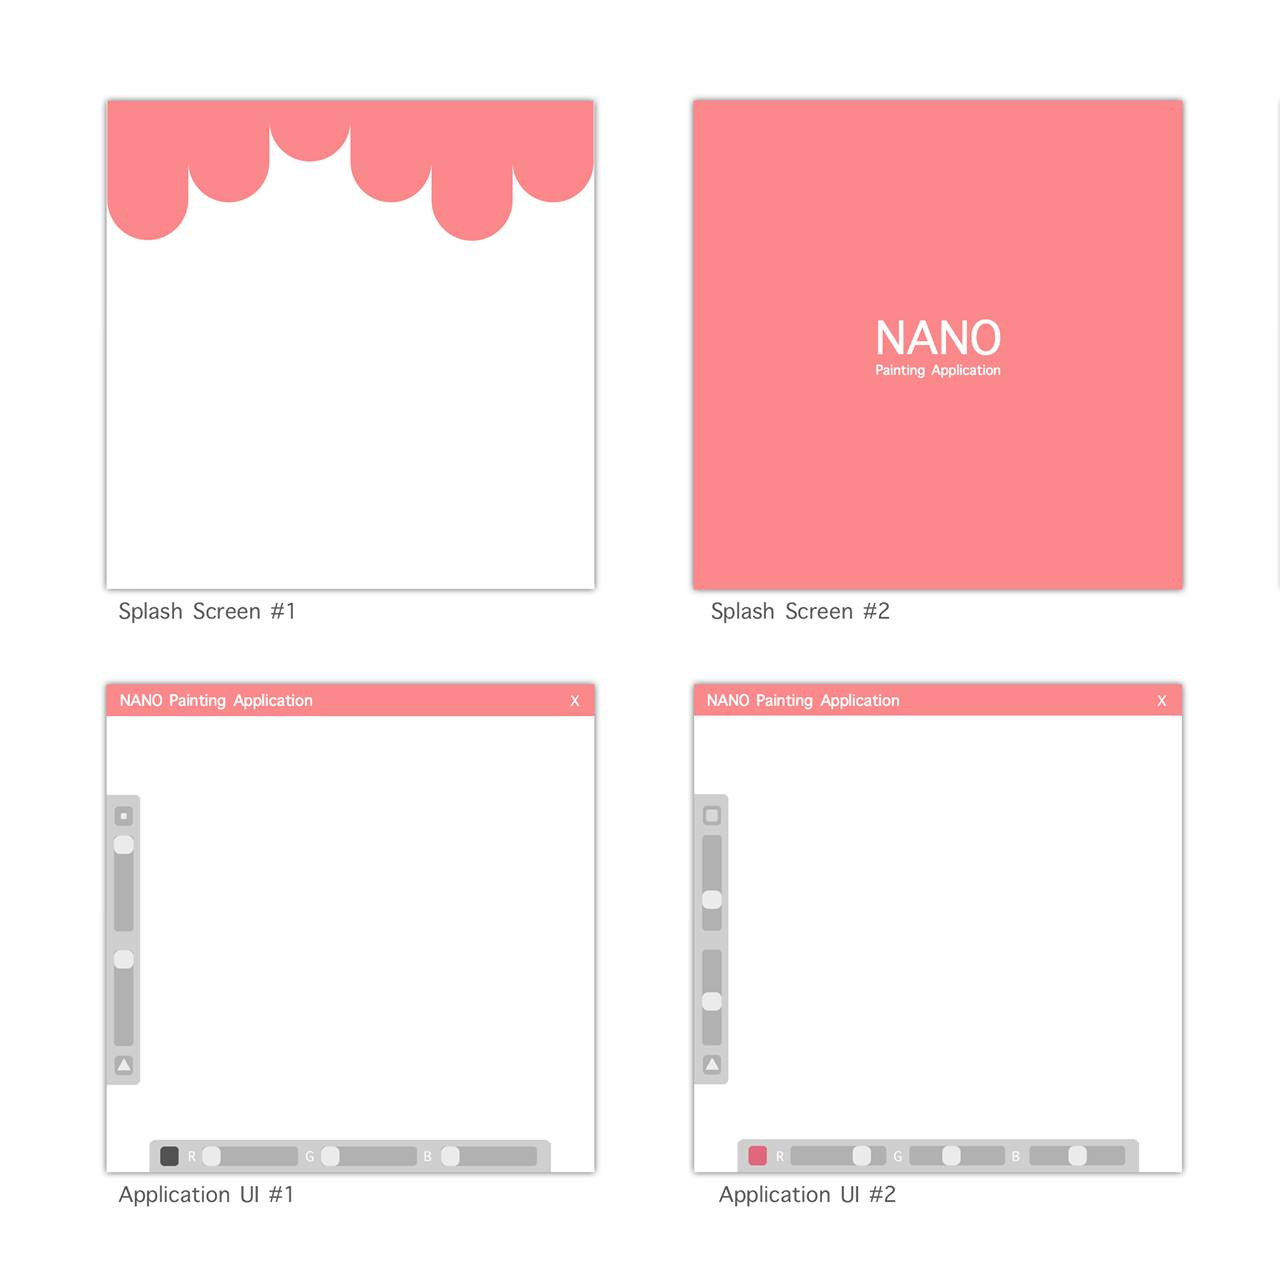 NANO
Painting Application
Splash Screen #1
Splash Screen #2
NANO Painting Application X
NANO Painting Application X
R G B
R G B
Application UI #1
Application UI #2